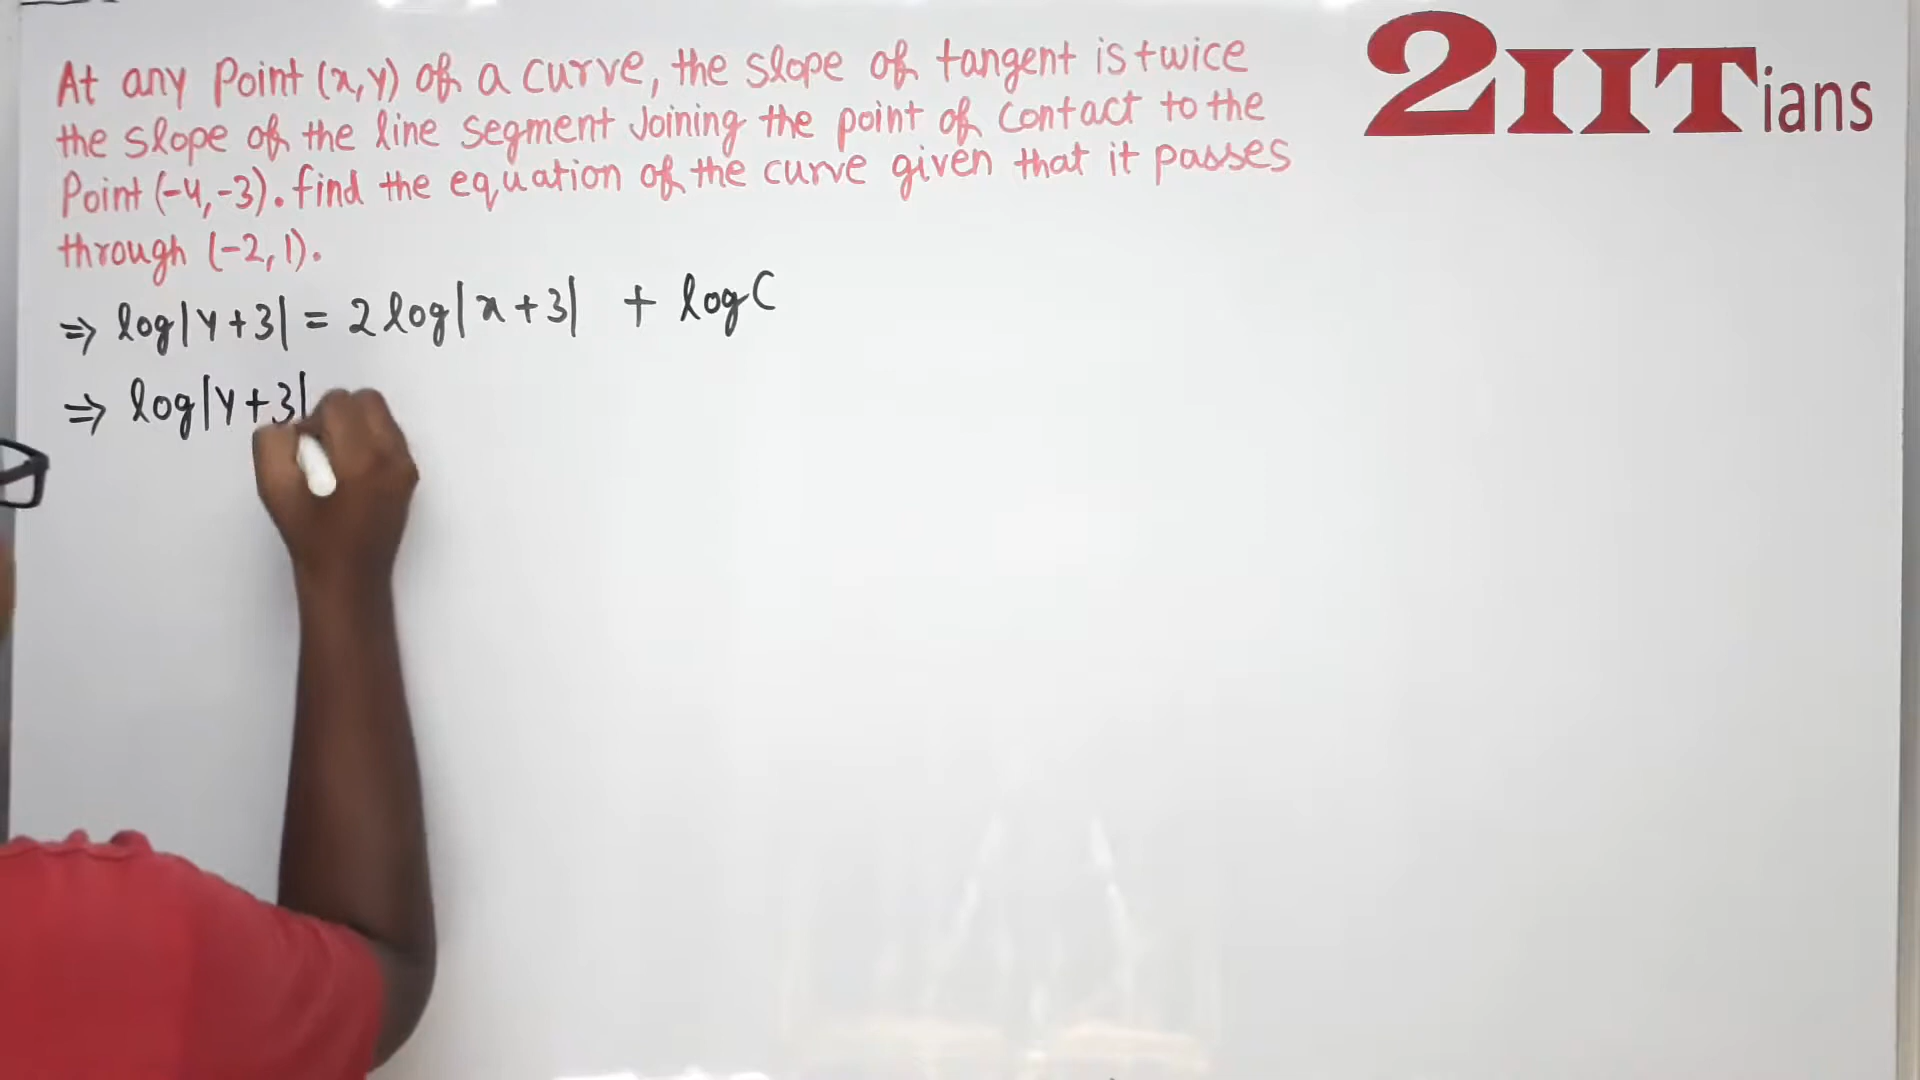 At any Point (x,y) of a curve, the slope of tangent is twice
the slope of the line segment Joining the point of contact to the
Point (-4,-3). find the equation of the curve given that it passes
through (-2,1).
⇒ log|y+3| = 2log|x+3| + logC
⇒ log|y+3|
2IITians